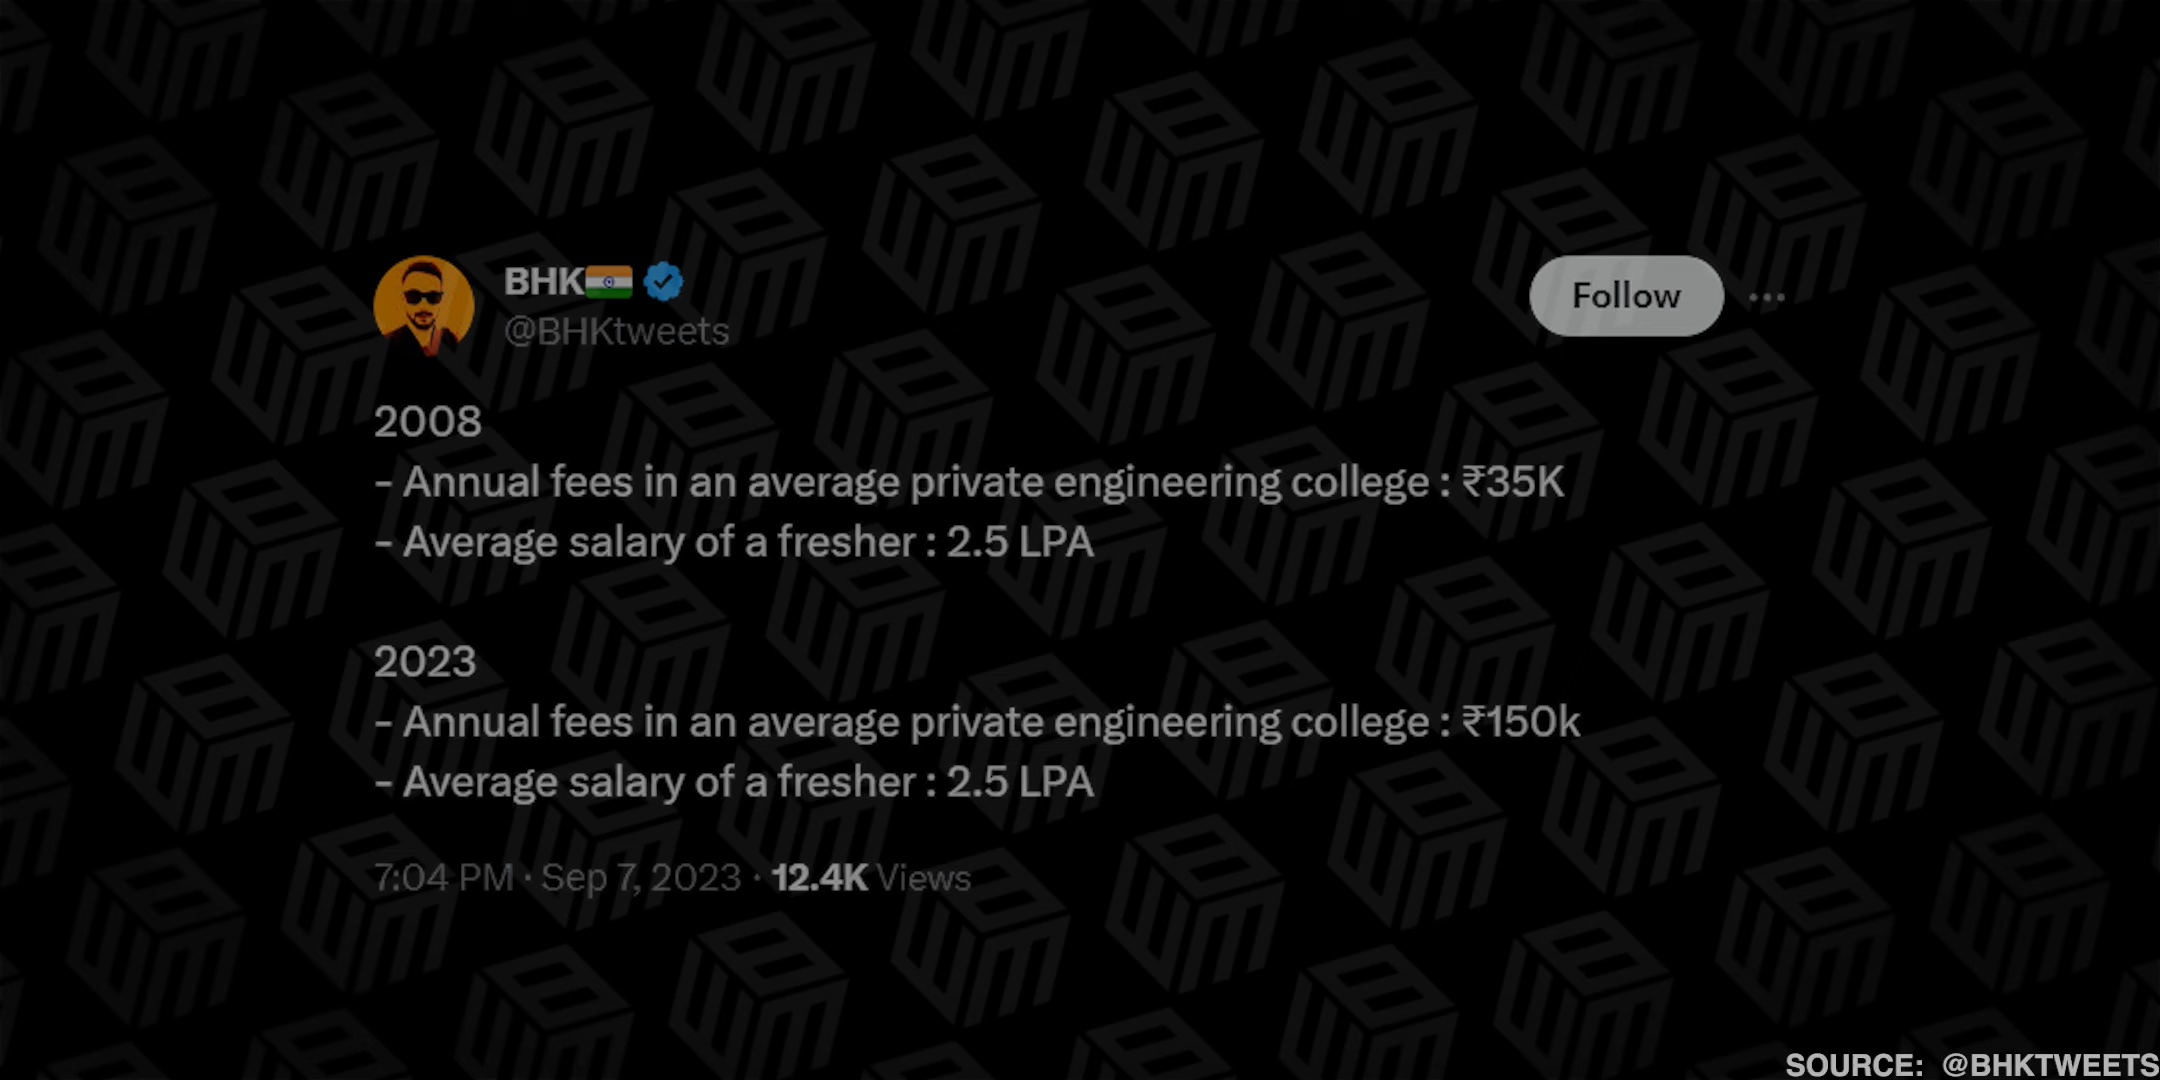 BHK
@BHKtweets
Follow
2008
- Annual fees in an average private engineering college : ₹35K
- Average salary of a fresher : 2.5 LPA
2023
- Annual fees in an average private engineering college : ₹150k
- Average salary of a fresher : 2.5 LPA
7:04 PM · Sep 7, 2023 · 12.4K Views
SOURCE: @BHKTWEETS